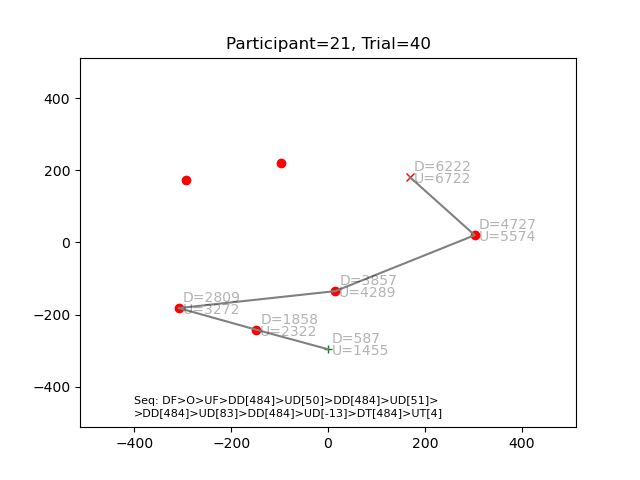 Participant=21, Trial=40
400
200
0
−200
−400
D=6222
U=6722
D=4727
U=5574
D=3857
U=4289
D=2809
U=3272
D=1858
U=2322
D=587
U=1455
Seq: DF>O>UF>DD[484]>UD[50]>DD[484]>UD[51]>
>DD[484]>UD[83]>DD[484]>UD[-13]>DT[484]>UT[4]
−400 −200 0 200 400